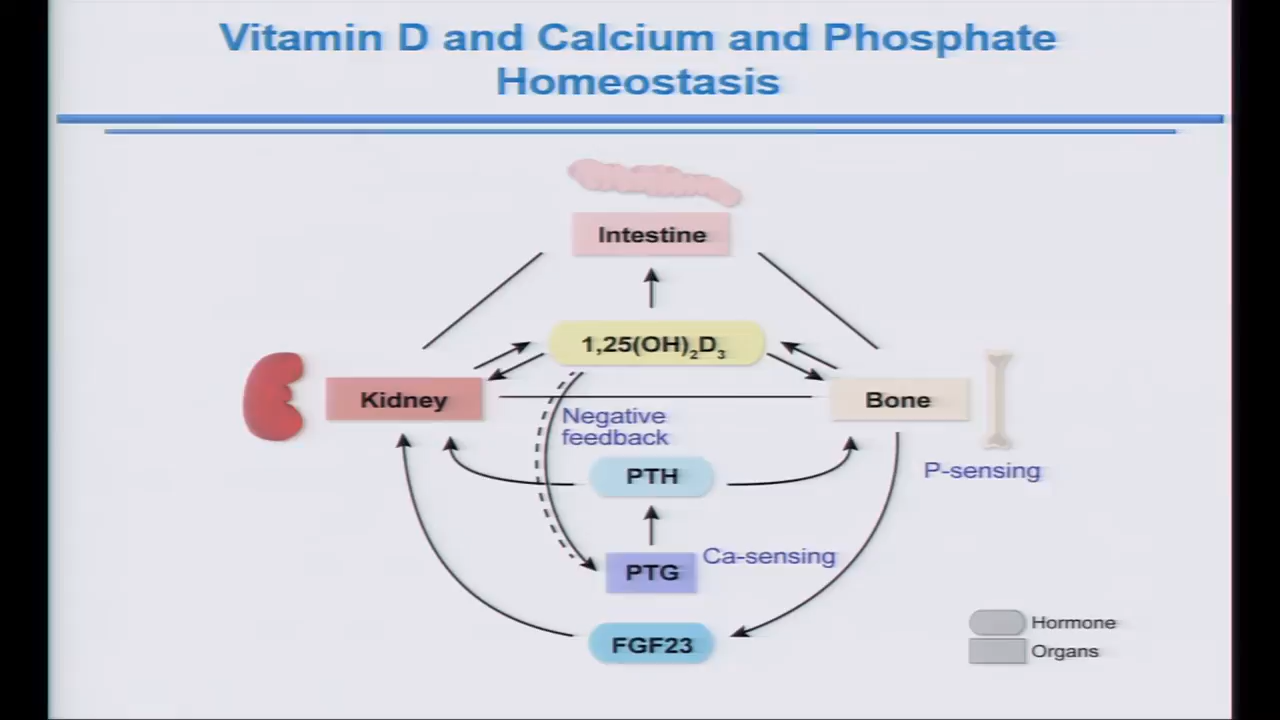 Vitamin D and Calcium and Phosphate
Homeostasis
Intestine
1,25(OH)₂D₃
Kidney
Bone
Negative
feedback
PTH
P-sensing
Ca-sensing
PTG
FGF23
Hormone
Organs